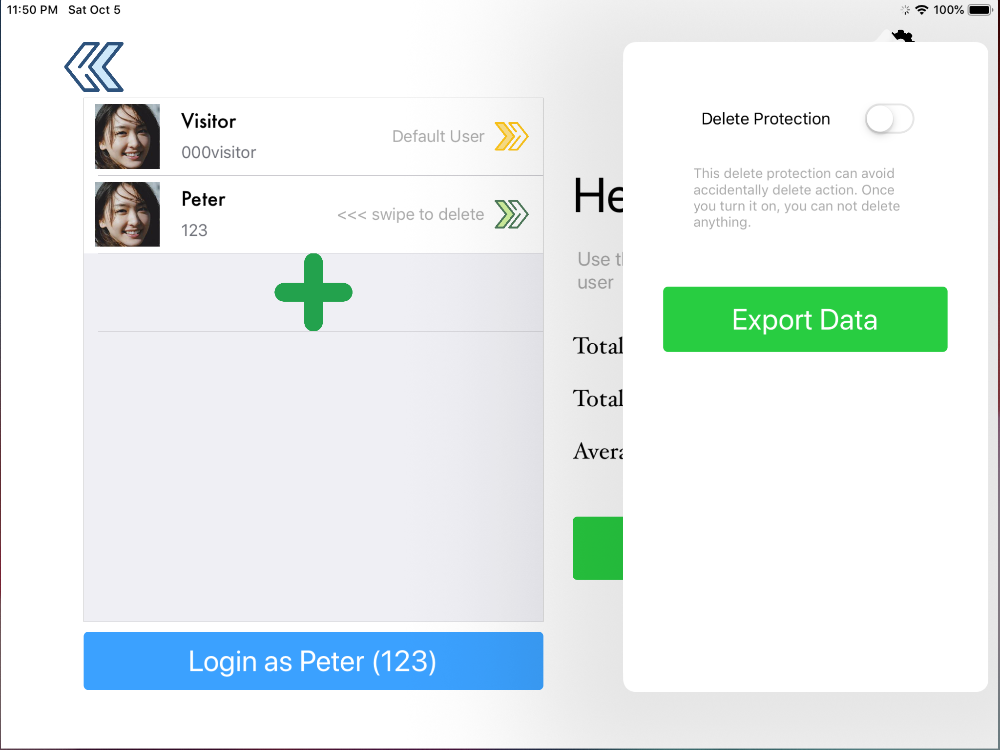 11:50 PM Sat Oct 5
100%
Visitor
000visitor
Default User
Peter
123
<<< swipe to delete
Login as Peter (123)
He
Use th
user
Total
Total
Avera
Delete Protection
This delete protection can avoid
accidentally delete action. Once
you turn it on, you can not delete
anything.
Export Data